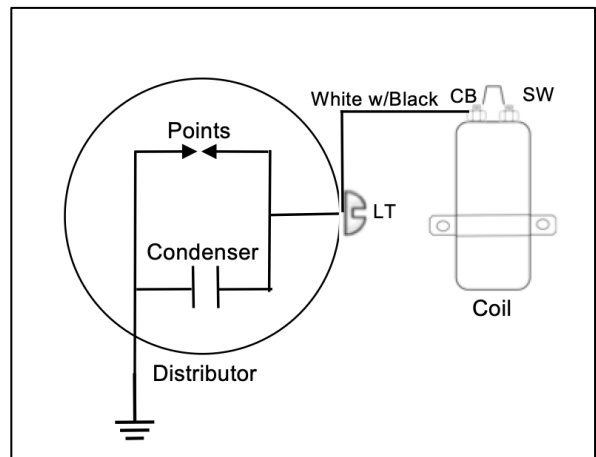 White w/Black CB SW
Points
LT
Condenser
Coil
Distributor